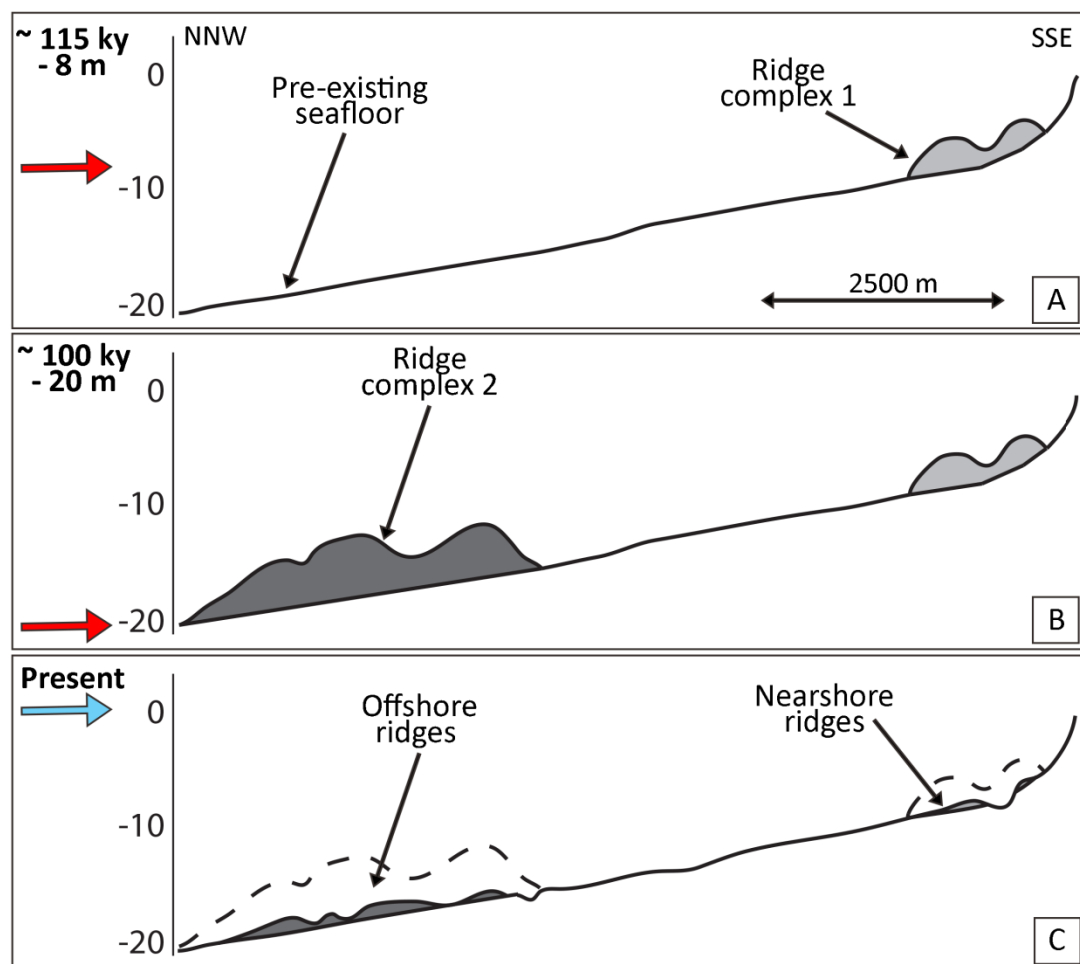 ~ 115 ky
- 8 m
NNW
SSE
0
-10
-20
Pre-existing
seafloor
Ridge
complex 1
2500 m
A
~ 100 ky
- 20 m
0
-10
-20
Ridge
complex 2
B
Present
0
-10
-20
Offshore
ridges
Nearshore
ridges
C